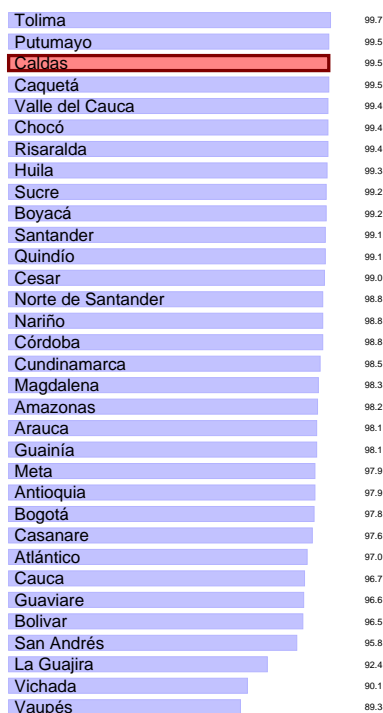 Tolima 99.7
Putumayo 99.5
Caldas 99.5
Caquetá 99.5
Valle del Cauca 99.4
Chocó 99.4
Risaralda 99.4
Huila 99.3
Sucre 99.2
Boyacá 99.2
Santander 99.1
Quindío 99.1
Cesar 99.0
Norte de Santander 98.8
Nariño 98.8
Córdoba 98.8
Cundinamarca 98.5
Magdalena 98.3
Amazonas 98.2
Arauca 98.1
Guainía 98.1
Meta 97.9
Antioquia 97.9
Bogotá 97.8
Casanare 97.6
Atlántico 97.0
Cauca 96.7
Guaviare 96.6
Bolivar 96.5
San Andrés 95.8
La Guajira 92.4
Vichada 90.1
Vaupés 89.3